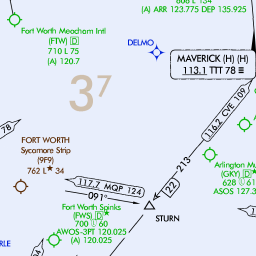 608 L 134
(A) ARR 123.775 DEP 135.925
Fort Worth Meacham Intl
(FTW) D
710 L 75
(A) 120.7
DELMO
MAVERICK (H) (H)
113.1 TTT 78
37
116.2 CVE 109
78
FORT WORTH
Sycamore Strip
(9F9)
762 L* 34
213
Arlington Mu
(GKY) D
628
ASOS 127.3
117.7 MQP 124
091°
122
Fort Worth Spinks
(FWS) D
700 60
AWOS-3PT 120.025
(A) 120.025
STURN
RLE